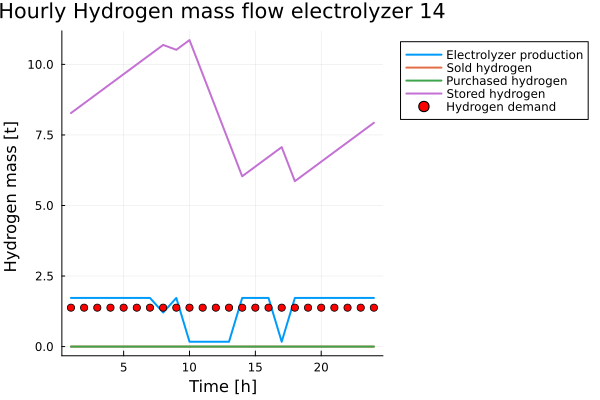 Hourly Hydrogen mass flow electrolyzer 14
Electrolyzer production
Sold hydrogen
Purchased hydrogen
Stored hydrogen
Hydrogen demand
Hydrogen mass [t]
10.0
7.5
5.0
2.5
0.0
5 10 15 20
Time [h]